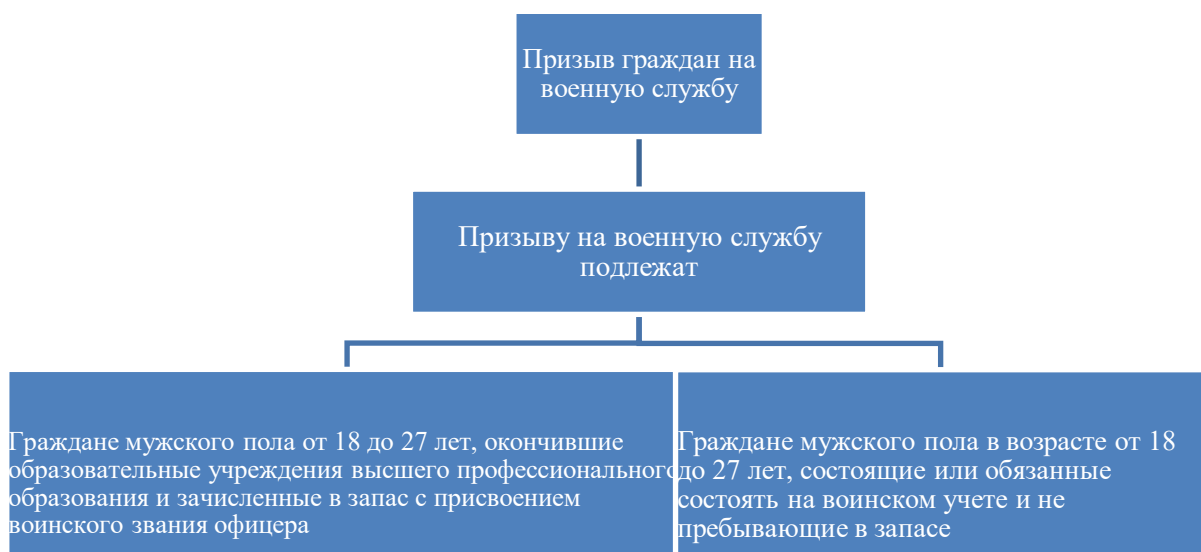 Призыв граждан на
военную службу
Призыву на военную службу
подлежат
Граждане мужского пола от 18 до 27 лет, окончившие
образовательные учреждения высшего профессионального
образования и зачисленные в запас с присвоением
воинского звания офицера
Граждане мужского пола в возрасте от 18
до 27 лет, состоящие или обязанные
состоять на воинском учете и не
пребывающие в запасе